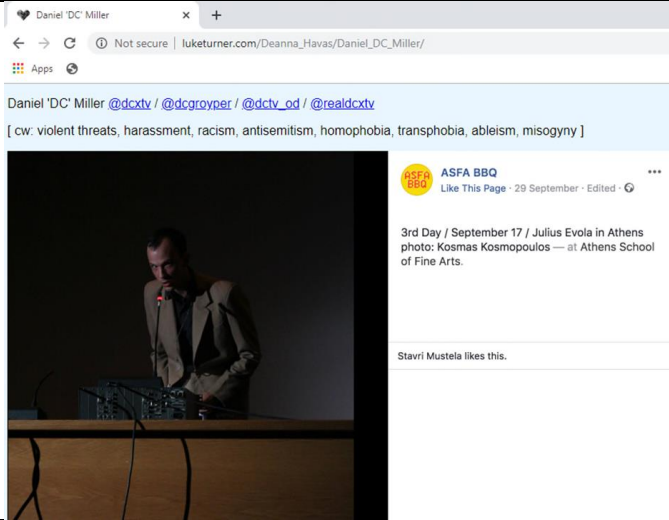 Daniel 'DC' Miller
Not secure | luketurner.com/Deanna_Havas/Daniel_DC_Miller/
Apps
Daniel 'DC' Miller @dcxtv / @dcgroyper / @dctv_od / @realdcxtv
[ cw: violent threats, harassment, racism, antisemitism, homophobia, transphobia, ableism, misogyny ]
ASFA BBQ
ASFA
BBQ
Like This Page · 29 September · Edited ·
3rd Day / September 17 / Julius Evola in Athens
photo: Kosmas Kosmopoulos — at Athens School
of Fine Arts.
Stavri Mustela likes this.